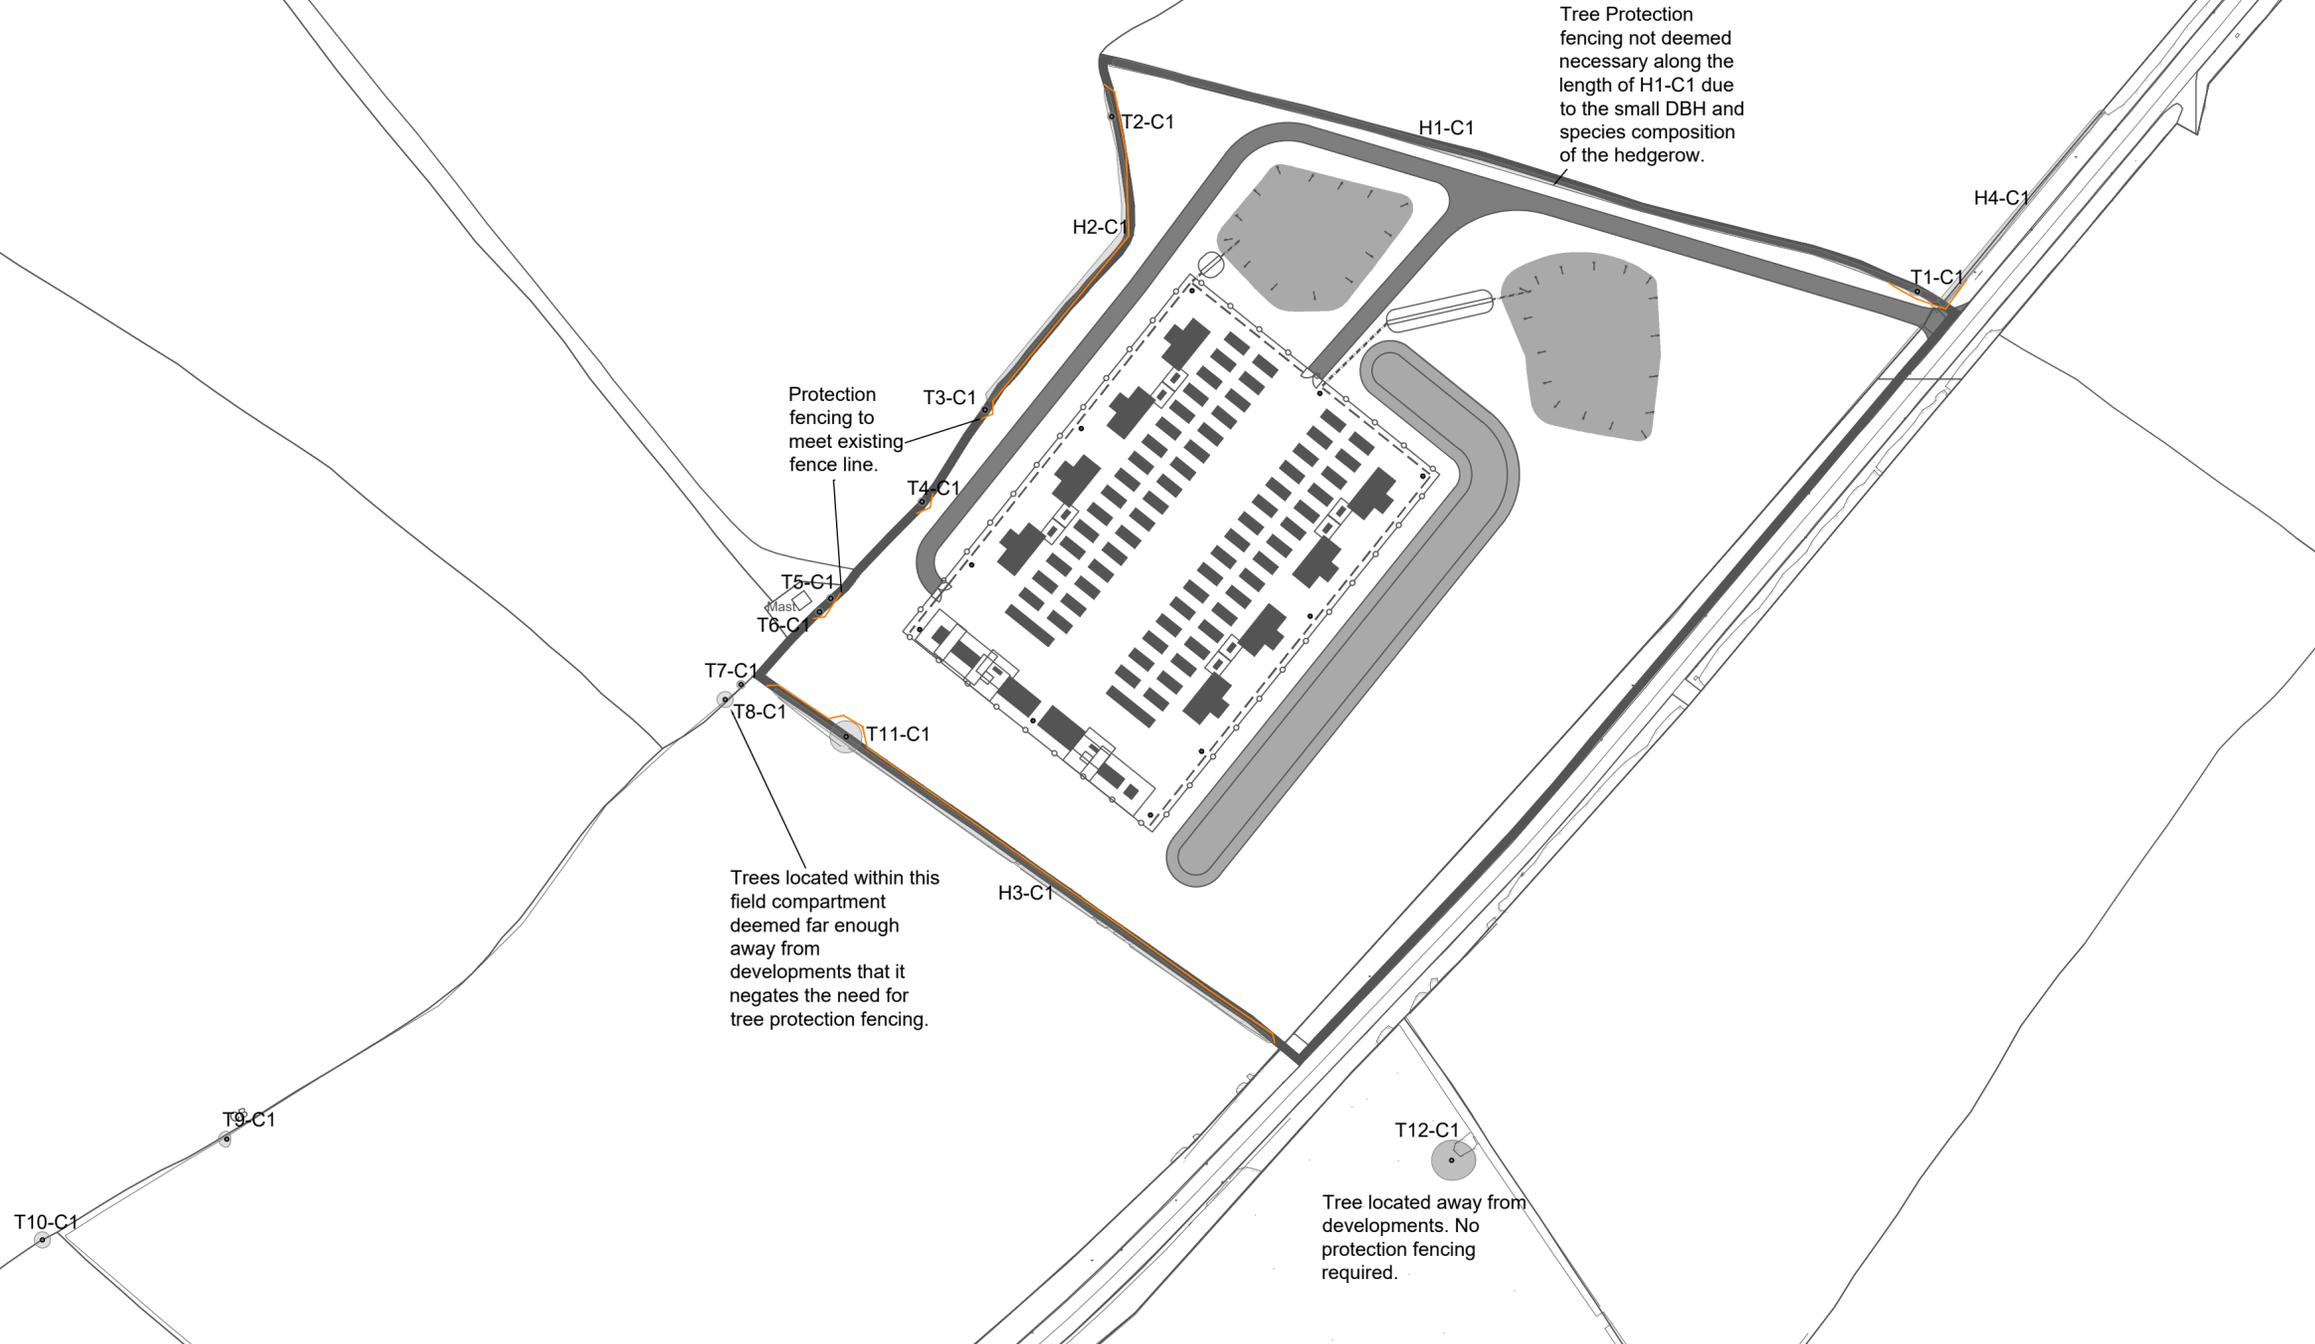 Tree Protection
fencing not deemed
necessary along the
length of H1-C1 due
to the small DBH and
species composition
of the hedgerow.
T2-C1
H1-C1
H4-C1
H2-C1
T1-C1
Protection
fencing to
meet existing
fence line.
T3-C1
T4-C1
T5-C1
Mast
T6-C1
T7-C1
T8-C1
T11-C1
Trees located within this
field compartment
deemed far enough
away from
developments that it
negates the need for
tree protection fencing.
H3-C1
T9-C1
T12-C1
Tree located away from
developments. No
protection fencing
required.
T10-C1